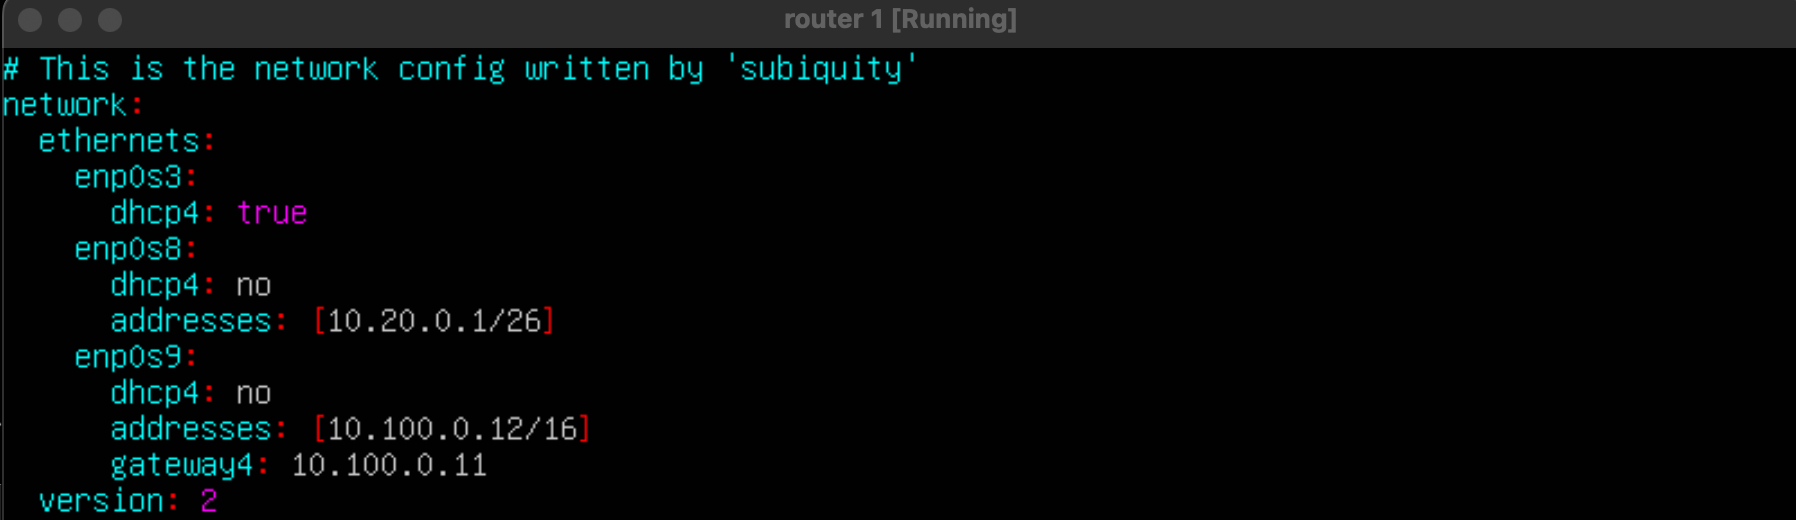 router 1 [Running]
# This is the network config written by 'subiquity'
network:
  ethernets:
    enp0s3:
      dhcp4: true
    enp0s8:
      dhcp4: no
      addresses: [10.20.0.1/26]
    enp0s9:
      dhcp4: no
      addresses: [10.100.0.12/16]
      gateway4: 10.100.0.11
  version: 2